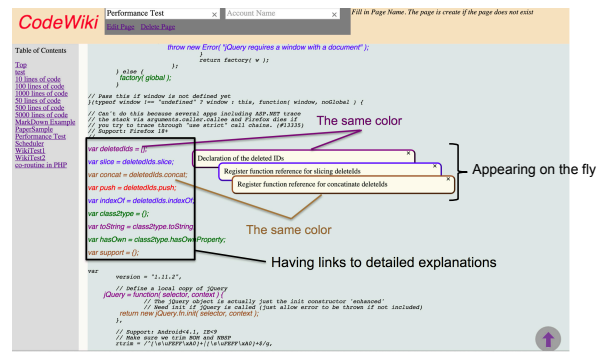 CodeWiki
Performance Test ×
Account Name ×
Fill in Page Name. The page is create if the page does not exist
Edit Page Delete Page
Table of Contents
Top
test
10 lines of code
100 lines of code
1000 lines of code
50 lines of code
500 lines of code
5000 lines of code
MarkDown Example
PaperSample
Performance Test
Scheduler
WikiTest1
WikiTest2
co-routine in PHP
throw new Error( "jQuery requires a window with a document" );
}
return factory( w );
};
} else {
factory( global );
}
// Pass this if window is not defined yet
}(typeof window !== "undefined" ? window : this, function( window, noGlobal ) {
// Can't do this because several apps including ASP.NET trace
// the stack via arguments.caller.callee and Firefox dies if
// you try to trace through "use strict" call chains. (#13335)
// Support: Firefox 18+
The same color
var deletedIds = [];
var slice = deletedIds.slice;
var concat = deletedIds.concat;
var push = deletedIds.push;
var indexOf = deletedIds.indexOf;
var class2type = {};
var toString = class2type.toString;
var hasOwn = class2type.hasOwnProperty;
var support = {};
Declaration of the deleted IDs ×
Register function reference for slicing deleteIds ×
Register function reference for concatinate deleteIds ×
Appearing on the fly
The same color
Having links to detailed explanations
var
version = "1.11.2",
// Define a local copy of jQuery
jQuery = function( selector, context ) {
// The jQuery object is actually just the init constructor 'enhanced'
// Need init if jQuery is called (just allow error to be thrown if not included)
return new jQuery.fn.init( selector, context );
},
// Support: Android<4.1, IE<9
// Make sure we trim BOM and NBSP
rtrim = /^[\s\uFEFF\xA0]+|[\s\uFEFF\xA0]+$/g,